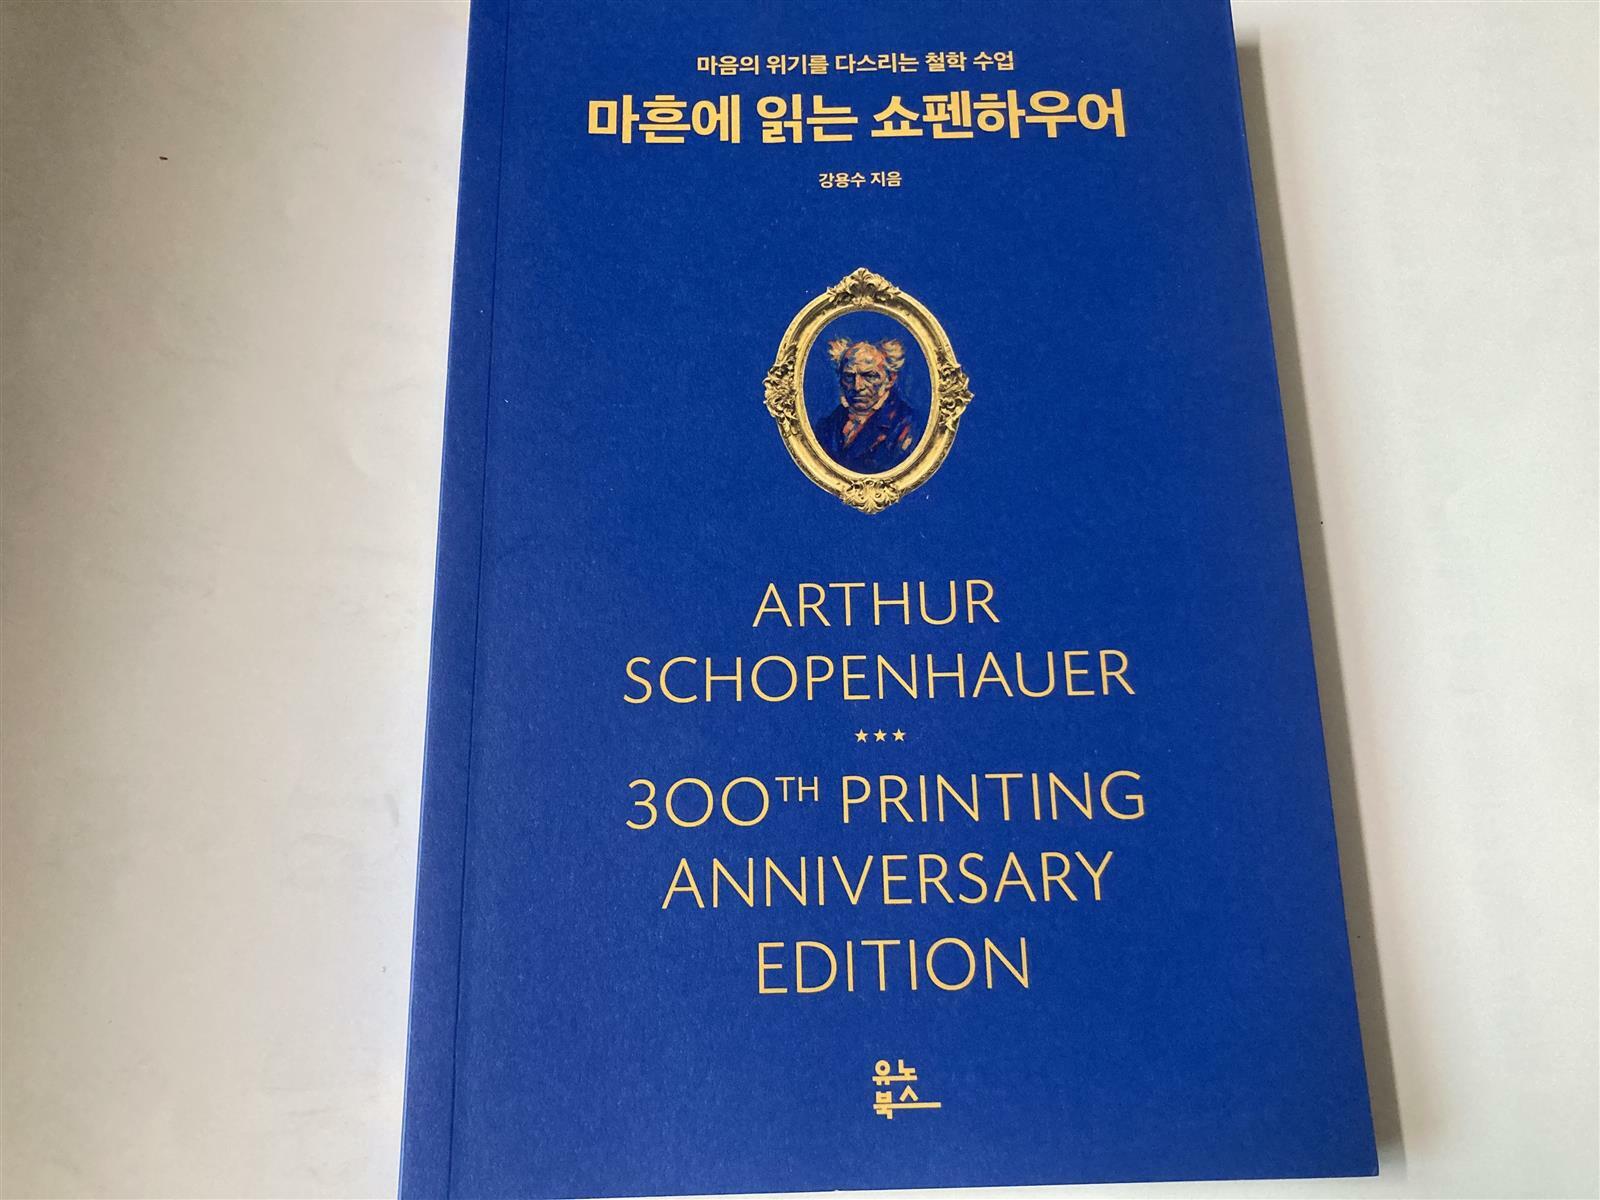 마음의 위기를 다스리는 철학 수업
마흔에 읽는 쇼펜하우어
강용수 지음
ARTHUR
SCHOPENHAUER
★★★
300TH PRINTING
ANNIVERSARY
EDITION
유노
북스